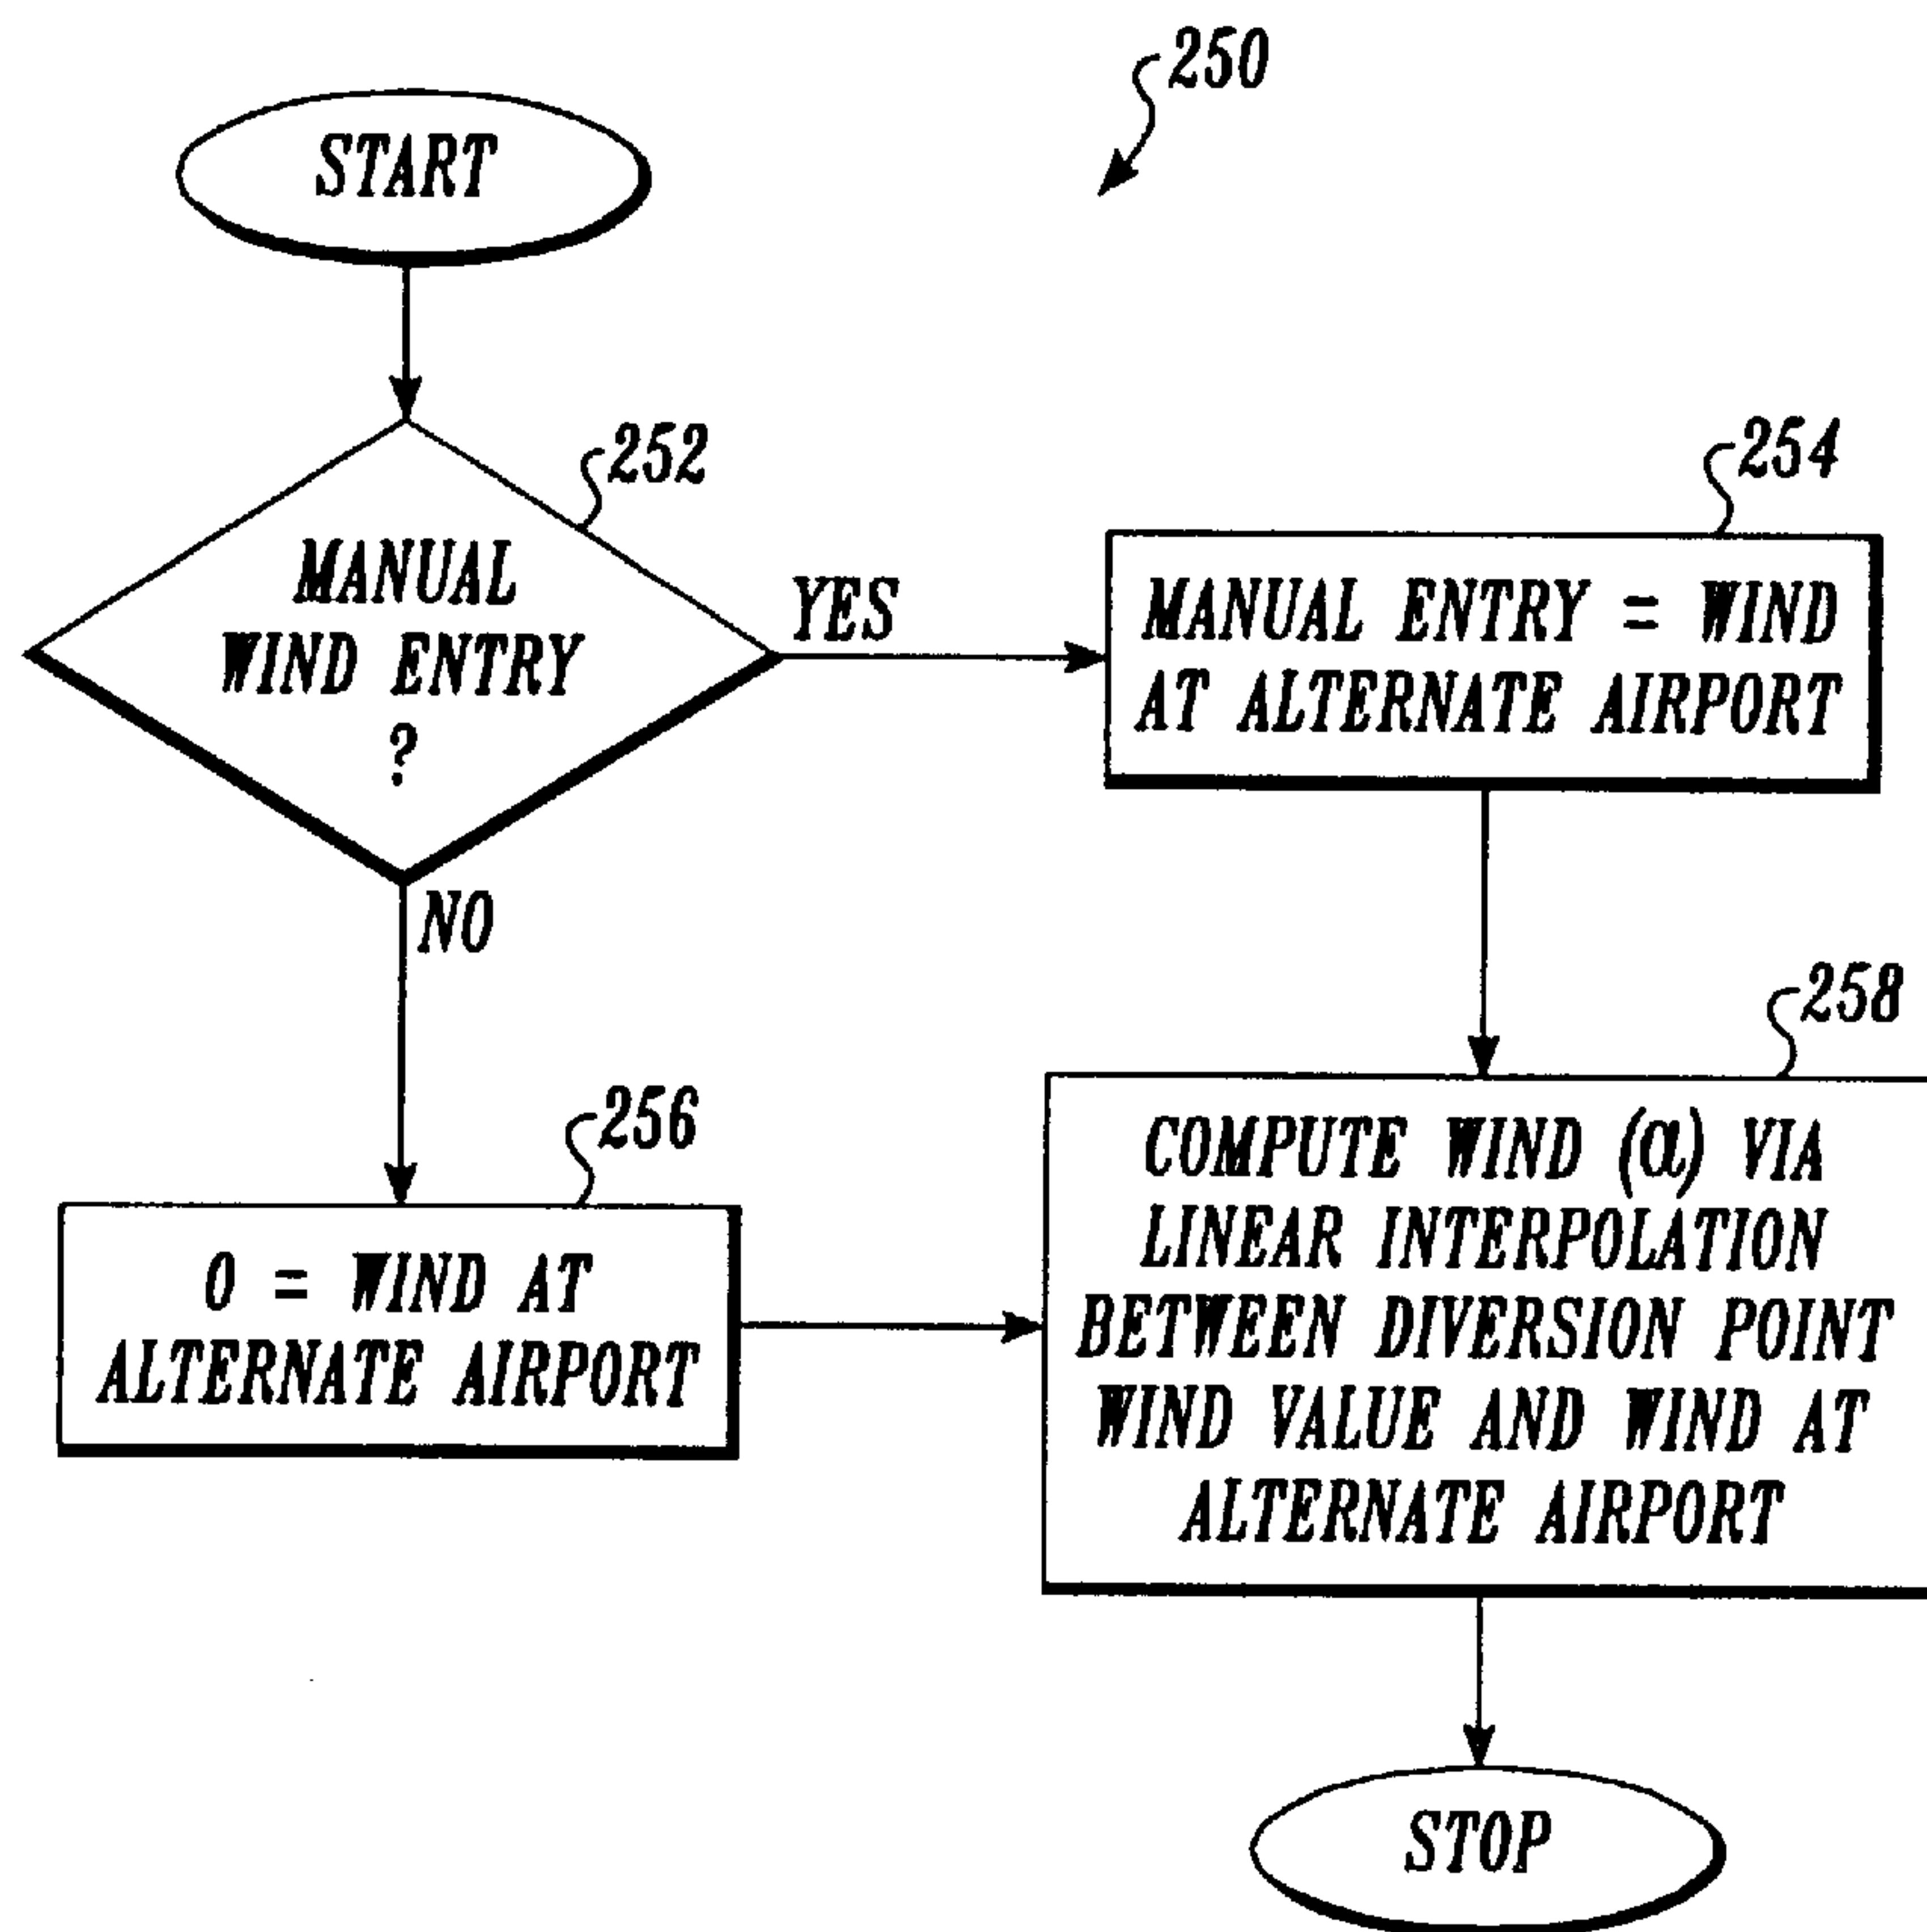 250
START
252
MANUAL
WIND ENTRY
?
YES
NO
254
MANUAL ENTRY = WIND
AT ALTERNATE AIRPORT
256
0 = WIND AT
ALTERNATE AIRPORT
258
COMPUTE WIND (α) VIA
LINEAR INTERPOLATION
BETWEEN DIVERSION POINT
WIND VALUE AND WIND AT
ALTERNATE AIRPORT
STOP